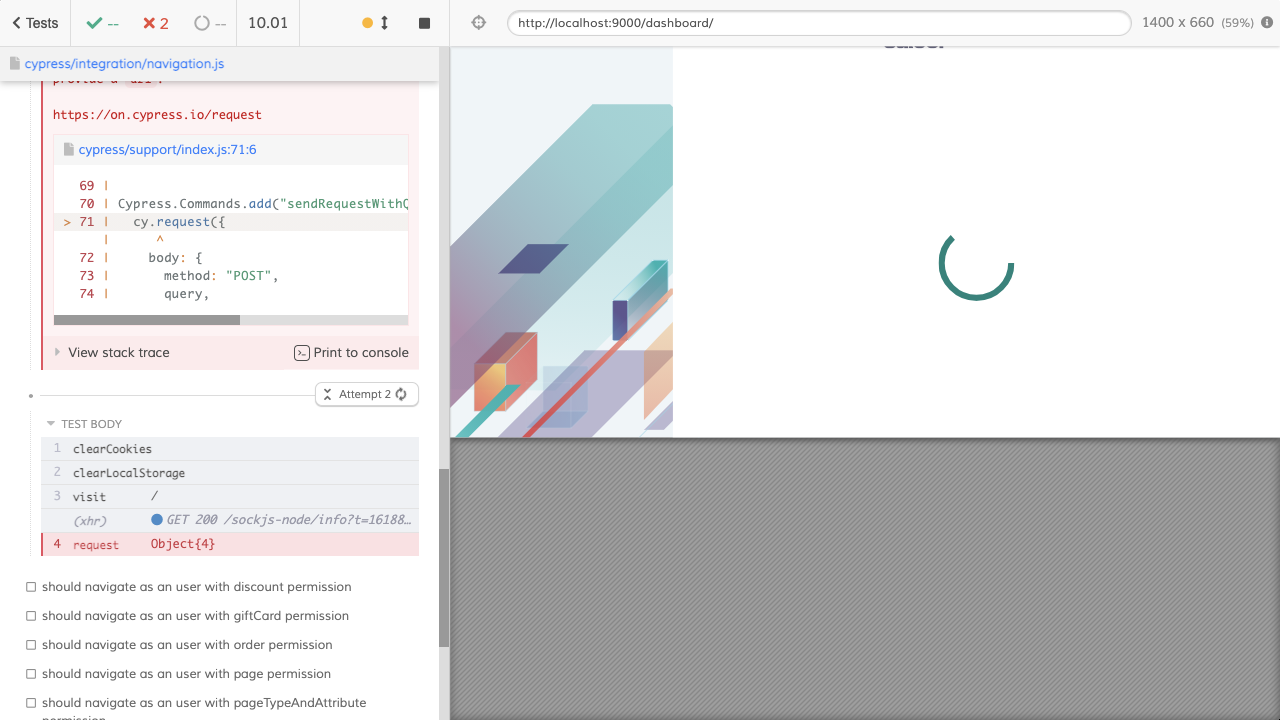 Tests
--
2
--
10.01
http://localhost:9000/dashboard/
1400 x 660 (59%)
cypress/integration/navigation.js
https://on.cypress.io/request
cypress/support/index.js:71:6
69 |
70 | Cypress.Commands.add("sendRequestWithQ
> 71 | cy.request({
| ^
72 | body: {
73 | method: "POST",
74 | query,
View stack trace
Print to console
Attempt 2
TEST BODY
1 clearCookies
2 clearLocalStorage
3 visit /
(xhr) GET 200 /sockjs-node/info?t=16188…
4 request Object{4}
should navigate as an user with discount permission
should navigate as an user with giftCard permission
should navigate as an user with order permission
should navigate as an user with page permission
should navigate as an user with pageTypeAndAttribute
permission